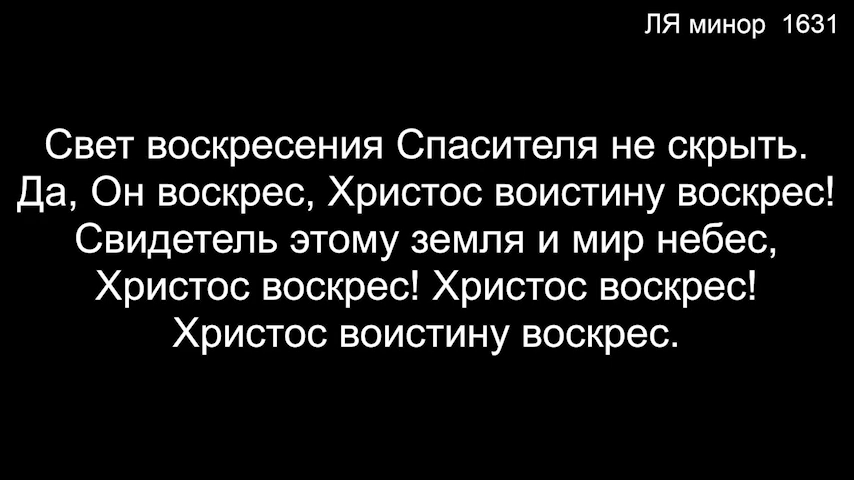 ЛЯ минор 1631
Свет воскресения Спасителя не скрыть.
Да, Он воскрес, Христос воистину воскрес!
Свидетель этому земля и мир небес,
Христос воскрес! Христос воскрес!
Христос воистину воскрес.